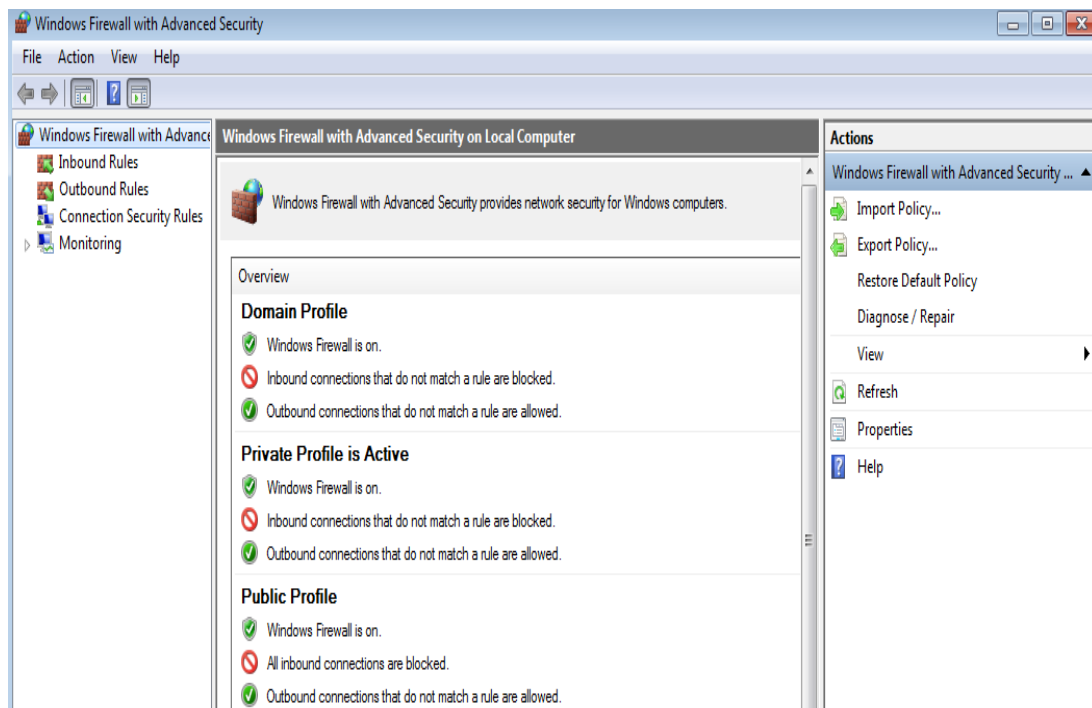 Windows Firewall with Advanced Security
File Action View Help
Windows Firewall with Advance
Inbound Rules
Outbound Rules
Connection Security Rules
Monitoring
Windows Firewall with Advanced Security on Local Computer
Windows Firewall with Advanced Security provides network security for Windows computers.
Overview
Domain Profile
Windows Firewall is on.
Inbound connections that do not match a rule are blocked.
Outbound connections that do not match a rule are allowed.
Private Profile is Active
Windows Firewall is on.
Inbound connections that do not match a rule are blocked.
Outbound connections that do not match a rule are allowed.
Public Profile
Windows Firewall is on.
All inbound connections are blocked.
Outbound connections that do not match a rule are allowed.
Actions
Windows Firewall with Advanced Security ...
Import Policy...
Export Policy...
Restore Default Policy
Diagnose / Repair
View
Refresh
Properties
Help